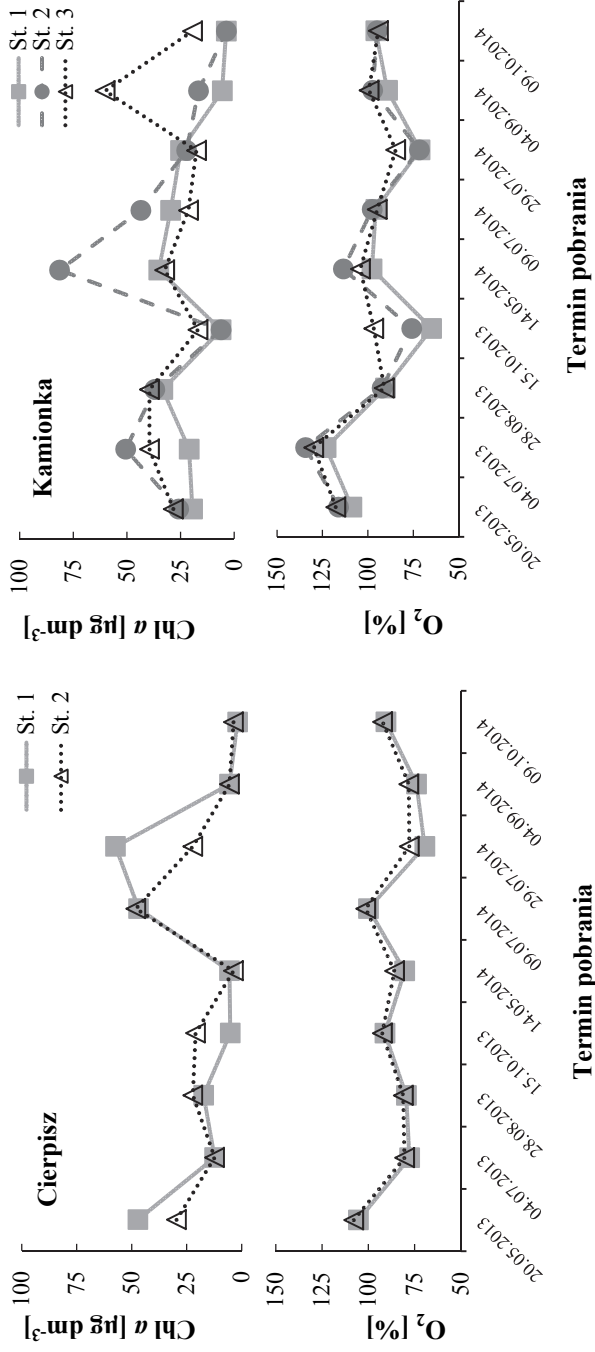 Cierpisz
St. 1
St. 2
Chl a [µg dm-3]
100
75
50
25
0
O2 [%]
150
125
100
75
50
20.05.2013
04.07.2013
28.08.2013
15.10.2013
14.05.2014
09.07.2014
29.07.2014
04.09.2014
09.10.2014
Termin pobrania
Kamionka
St. 1
St. 2
St. 3
Chl a [µg dm-3]
100
75
50
25
0
O2 [%]
150
125
100
75
50
20.05.2013
04.07.2013
28.08.2013
15.10.2013
14.05.2014
09.07.2014
29.07.2014
04.09.2014
09.10.2014
Termin pobrania